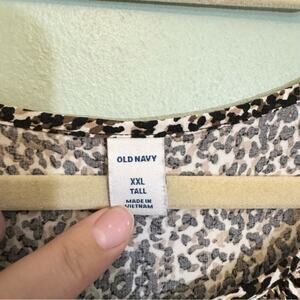 OLD NAVY
XXL
TALL
MADE IN
VIETNAM